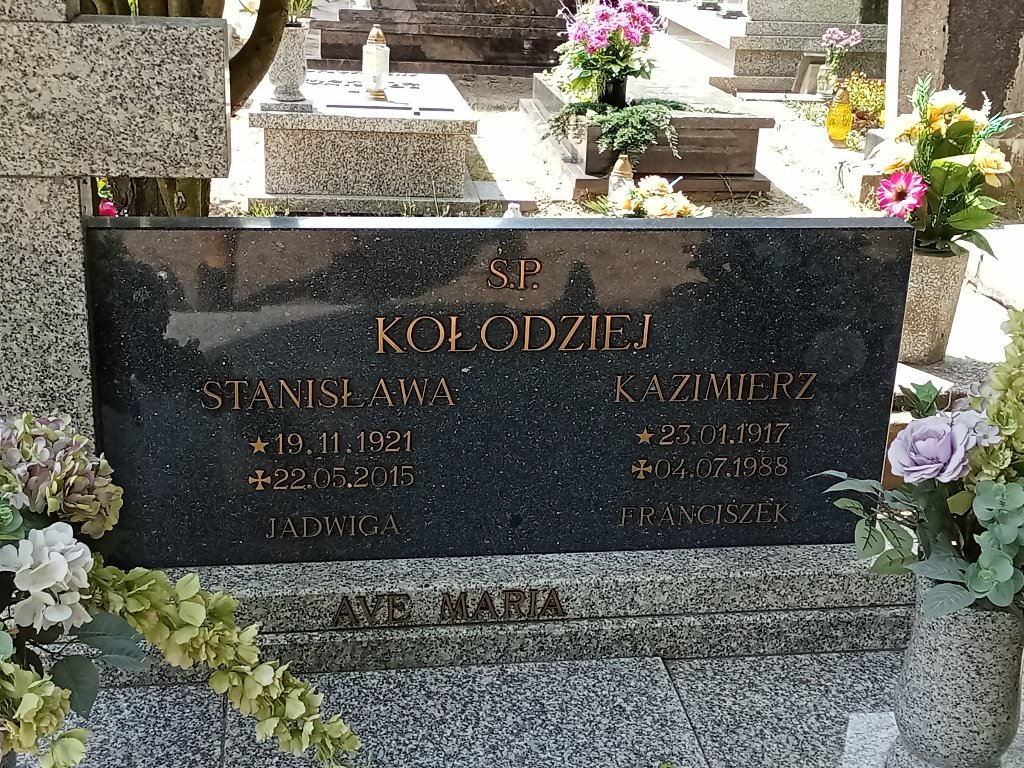 Ś.P.
KOŁODZIEJ
STANISŁAWA KAZIMIERZ
★19.11.1921 ★23.01.1917
✠22.05.2015 ✠04.07.1988
JADWIGA FRANCISZEK
AVE MARIA